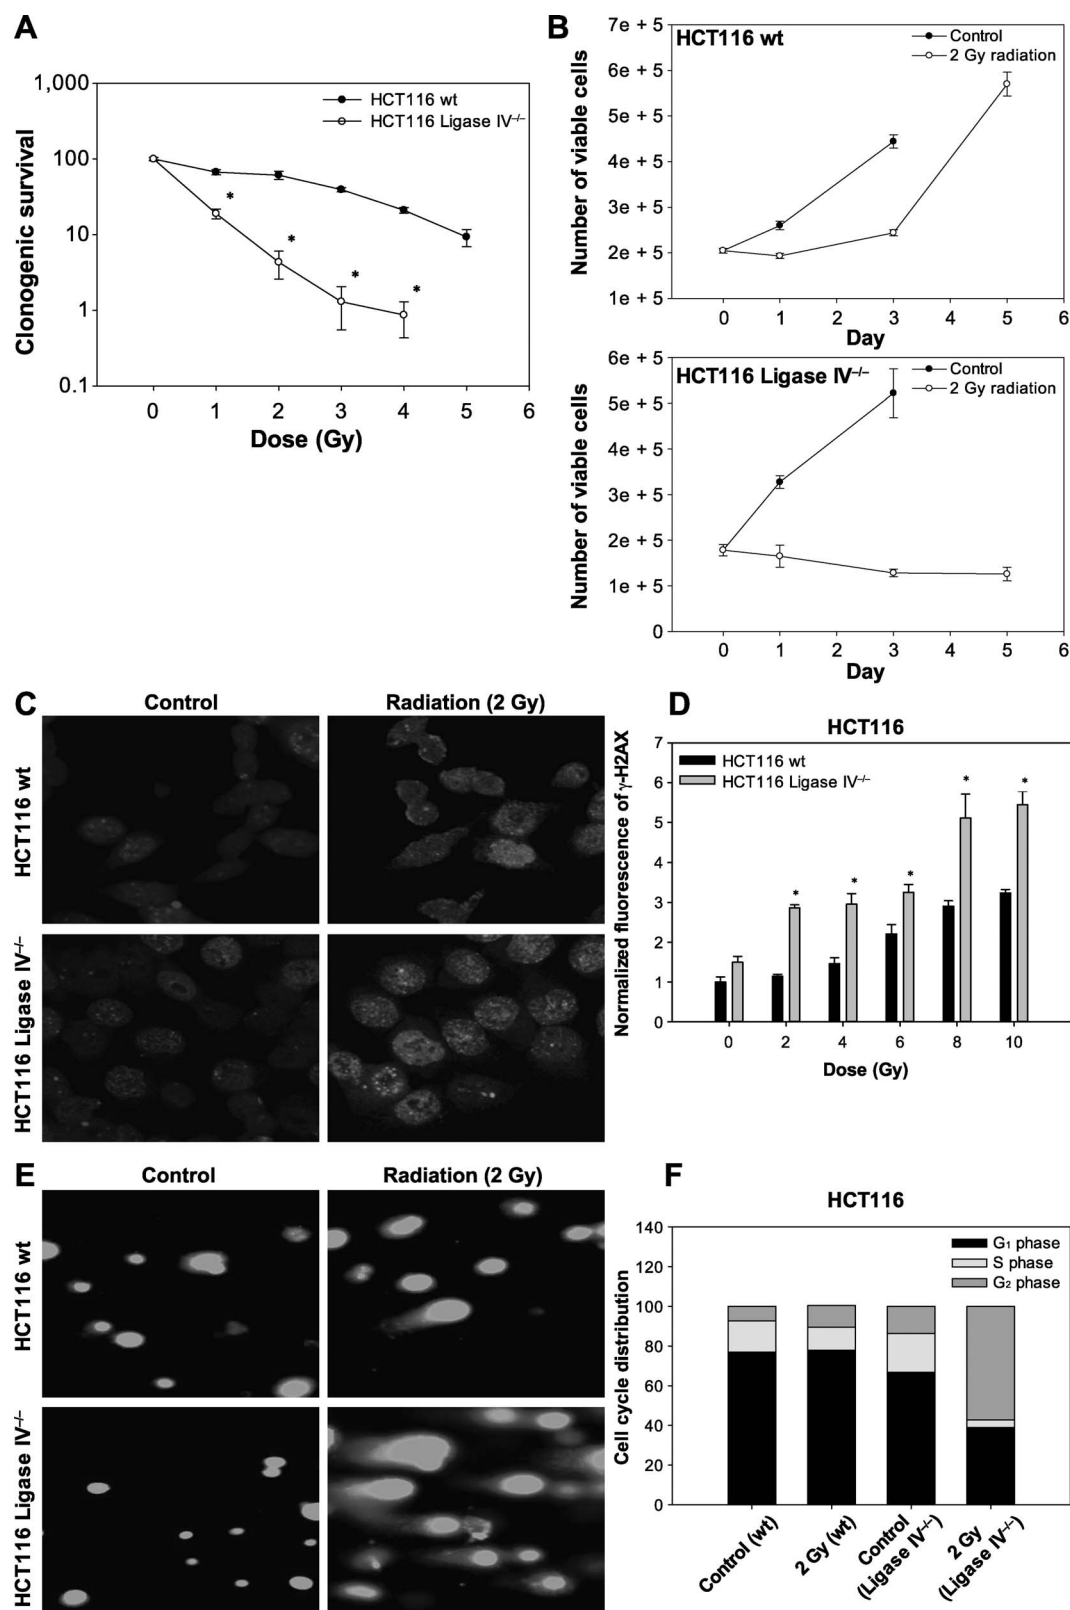 A
1,000
100
10
1
0.1
Clonogenic survival
HCT116 wt
HCT116 Ligase IV–/–
*
*
*
*
0 1 2 3 4 5 6
Dose (Gy)
B
HCT116 wt
Control
2 Gy radiation
7e + 5
6e + 5
5e + 5
4e + 5
3e + 5
2e + 5
1e + 5
Number of viable cells
0 1 2 3 4 5 6
Day
HCT116 Ligase IV–/–
Control
2 Gy radiation
6e + 5
5e + 5
4e + 5
3e + 5
2e + 5
1e + 5
0
Number of viable cells
0 1 2 3 4 5 6
Day
C
Control
Radiation (2 Gy)
HCT116 wt
HCT116 Ligase IV–/–
D
HCT116
HCT116 wt
HCT116 Ligase IV–/–
7
6
5
4
3
2
1
0
Normalized fluorescence of γ-H2AX
*
*
*
*
*
0 2 4 6 8 10
Dose (Gy)
E
Control
Radiation (2 Gy)
HCT116 wt
HCT116 Ligase IV–/–
F
HCT116
G1 phase
S phase
G2 phase
140
120
100
80
60
40
20
0
Cell cycle distribution
Control (wt)
2 Gy (wt)
Control
(Ligase IV–/–)
2 Gy
(Ligase IV–/–)